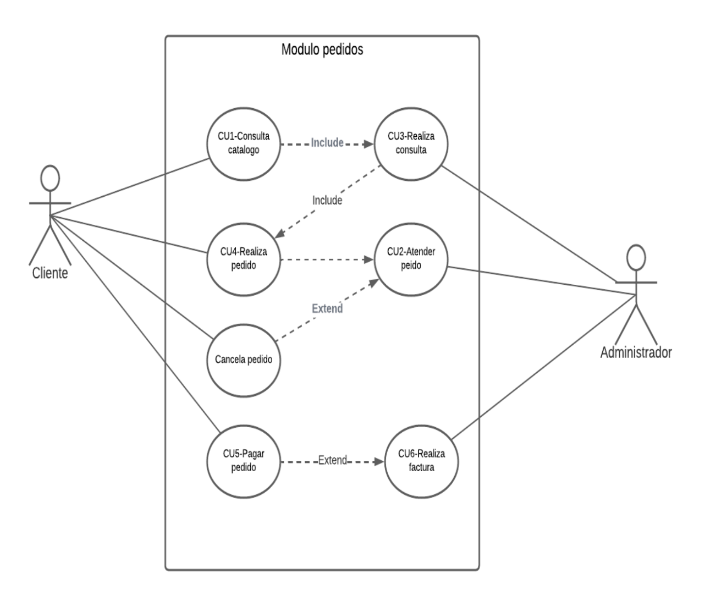 Modulo pedidos
CU1-Consulta
catalogo
Include
CU3-Realiza
consulta
Include
Cliente
CU4-Realiza
pedido
CU2-Atender
peido
Extend
Cancela pedido
Administrador
CU5-Pagar
pedido
Extend
CU6-Realiza
factura